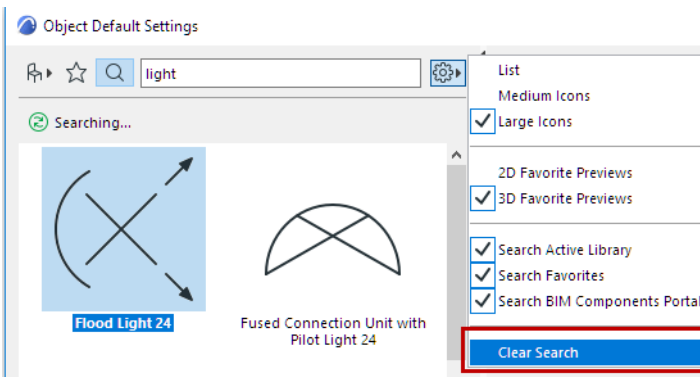 Object Default Settings
light
Searching...
Flood Light 24
Fused Connection Unit with
Pilot Light 24
List
Medium Icons
Large Icons
2D Favorite Previews
3D Favorite Previews
Search Active Library
Search Favorites
Search BIM Components Portal
Clear Search